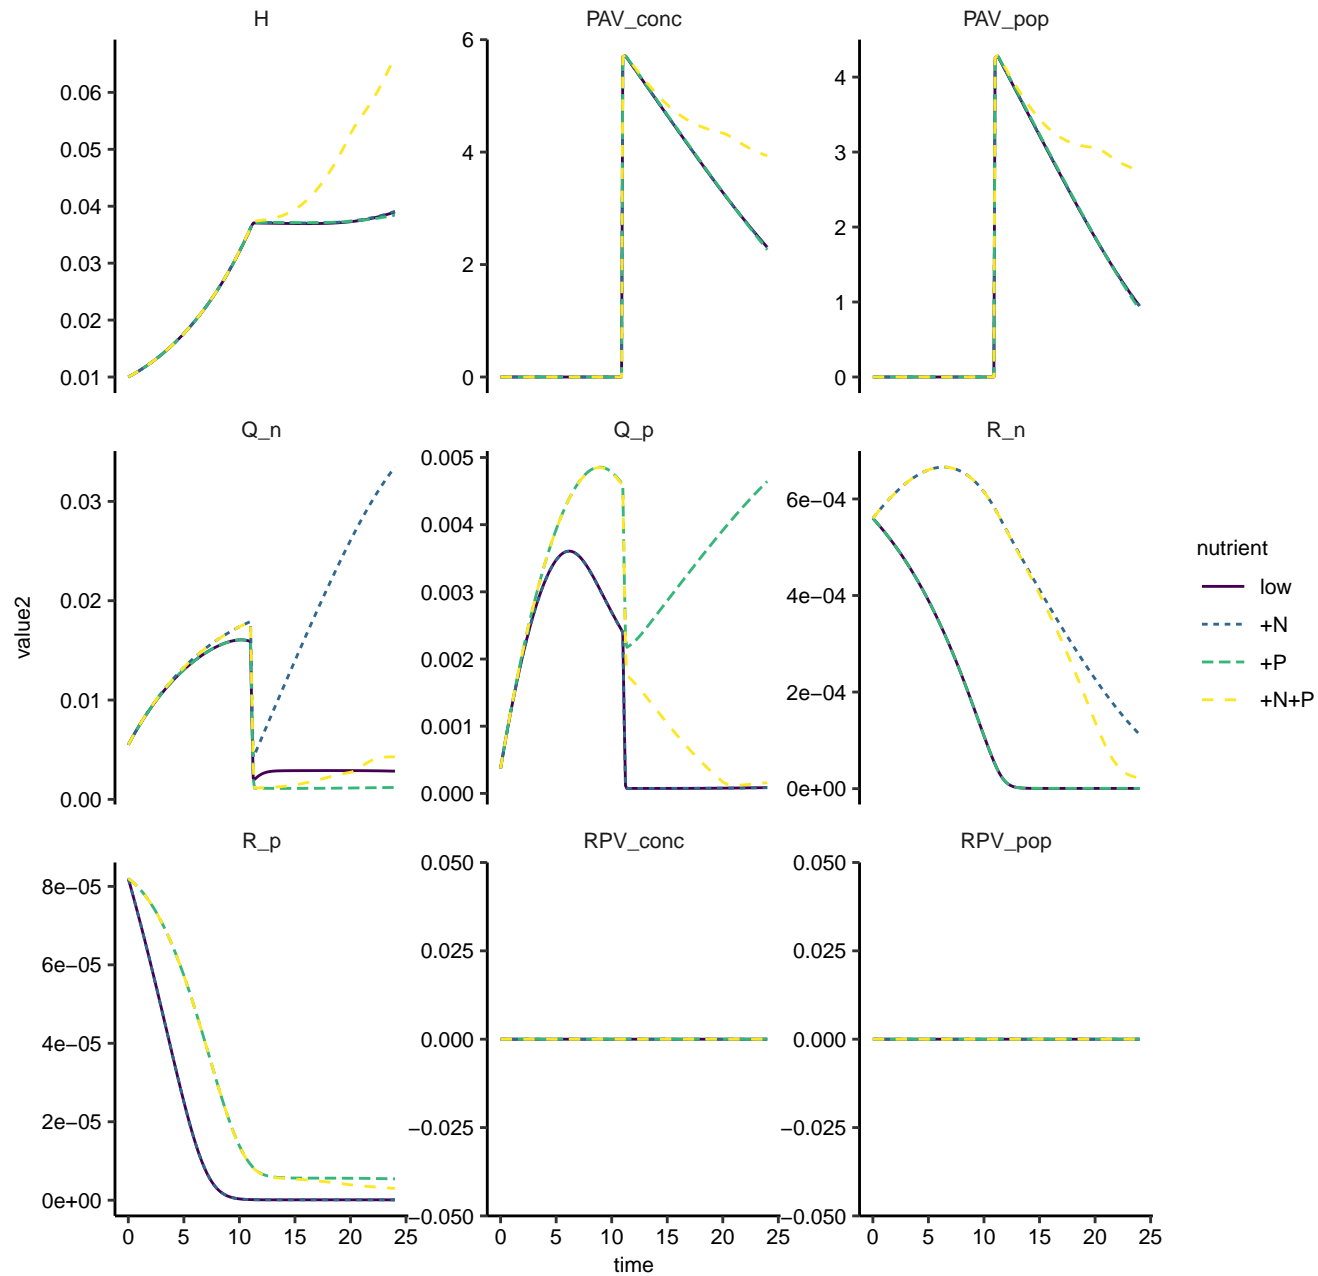 H
PAV_conc
PAV_pop
0.06
0.05
0.04
0.03
0.02
0.01
6
4
2
0
4
3
2
1
0
Q_n
Q_p
R_n
0.03
0.02
0.01
0.00
0.005
0.004
0.003
0.002
0.001
0.000
6e−04
4e−04
2e−04
0e+00
R_p
RPV_conc
RPV_pop
8e−05
6e−05
4e−05
2e−05
0e+00
0.050
0.025
0.000
−0.025
−0.050
0.050
0.025
0.000
−0.025
−0.050
0 5 10 15 20 25
0 5 10 15 20 25
0 5 10 15 20 25
time
value2
nutrient
low
+N
+P
+N+P